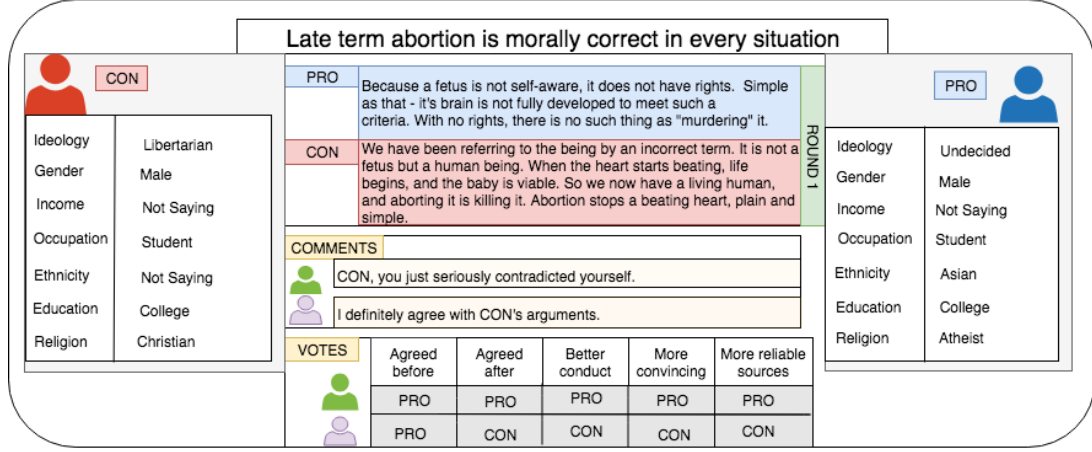 Late term abortion is morally correct in every situation
CON
Ideology Libertarian
Gender Male
Income Not Saying
Occupation Student
Ethnicity Not Saying
Education College
Religion Christian
PRO
Because a fetus is not self-aware, it does not have rights. Simple
as that - it's brain is not fully developed to meet such a
criteria. With no rights, there is no such thing as "murdering" it.
CON
We have been referring to the being by an incorrect term. It is not a
fetus but a human being. When the heart starts beating, life
begins, and the baby is viable. So we now have a living human,
and aborting it is killing it. Abortion stops a beating heart, plain and
simple.
ROUND 1
COMMENTS
CON, you just seriously contradicted yourself.
I definitely agree with CON's arguments.
VOTES
Agreed before Agreed after Better conduct More convincing More reliable sources
PRO PRO PRO PRO PRO
PRO CON CON CON CON
PRO
Ideology Undecided
Gender Male
Income Not Saying
Occupation Student
Ethnicity Asian
Education College
Religion Atheist